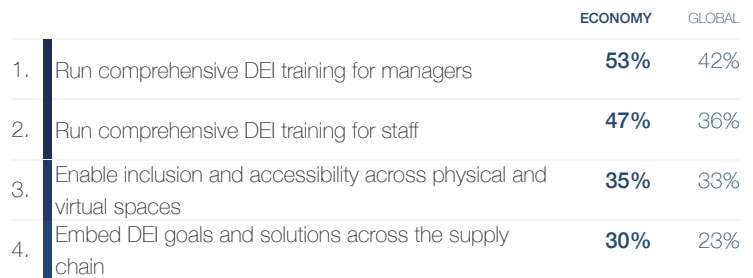 ECONOMY GLOBAL
1. Run comprehensive DEI training for managers 53% 42%
2. Run comprehensive DEI training for staff 47% 36%
3. Enable inclusion and accessibility across physical and virtual spaces 35% 33%
4. Embed DEI goals and solutions across the supply chain 30% 23%